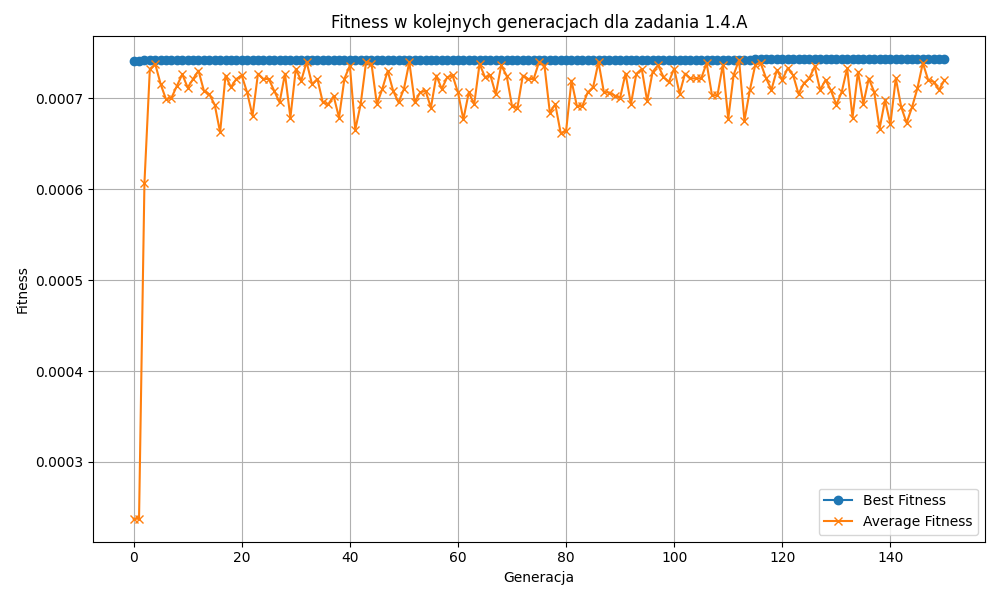 Fitness w kolejnych generacjach dla zadania 1.4.A
Fitness
0.0007
0.0006
0.0005
0.0004
0.0003
Best Fitness
Average Fitness
0 20 40 60 80 100 120 140
Generacja